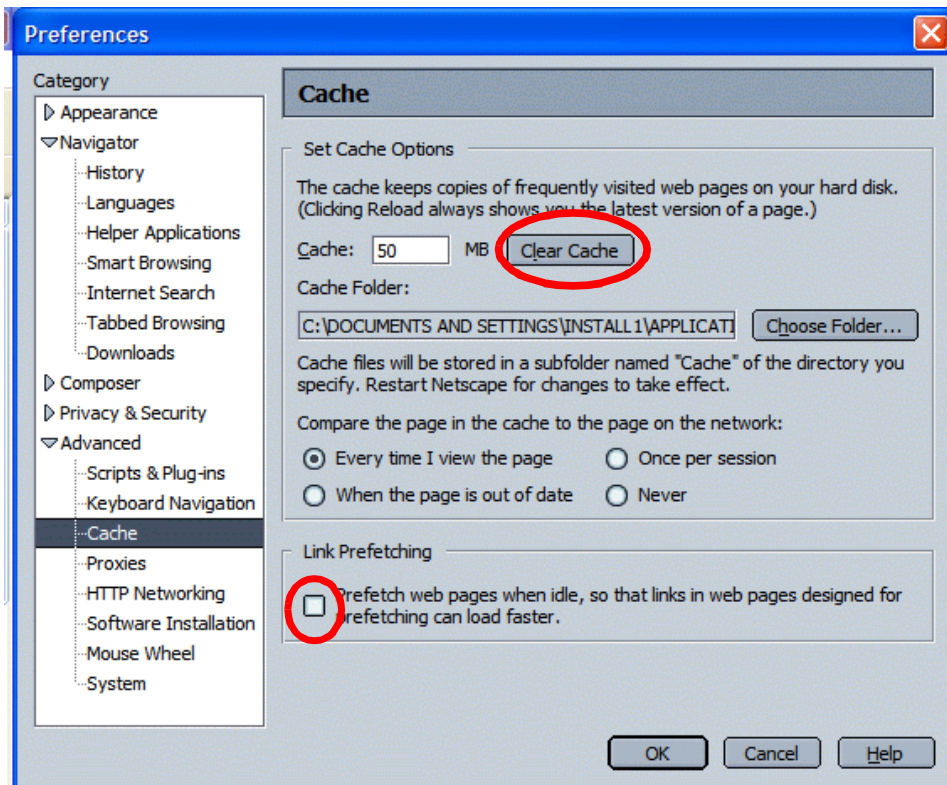 Preferences
Category
Appearance
Navigator
History
Languages
Helper Applications
Smart Browsing
Internet Search
Tabbed Browsing
Downloads
Composer
Privacy & Security
Advanced
Scripts & Plug-ins
Keyboard Navigation
Cache
Proxies
HTTP Networking
Software Installation
Mouse Wheel
System
Cache
Set Cache Options
The cache keeps copies of frequently visited web pages on your hard disk.
(Clicking Reload always shows you the latest version of a page.)
Cache: 50 MB Clear Cache
Cache Folder:
C:\DOCUMENTS AND SETTINGS\INSTALL1\APPLICATI Choose Folder...
Cache files will be stored in a subfolder named "Cache" of the directory you
specify. Restart Netscape for changes to take effect.
Compare the page in the cache to the page on the network:
Every time I view the page Once per session
When the page is out of date Never
Link Prefetching
Prefetch web pages when idle, so that links in web pages designed for
prefetching can load faster.
OK Cancel Help